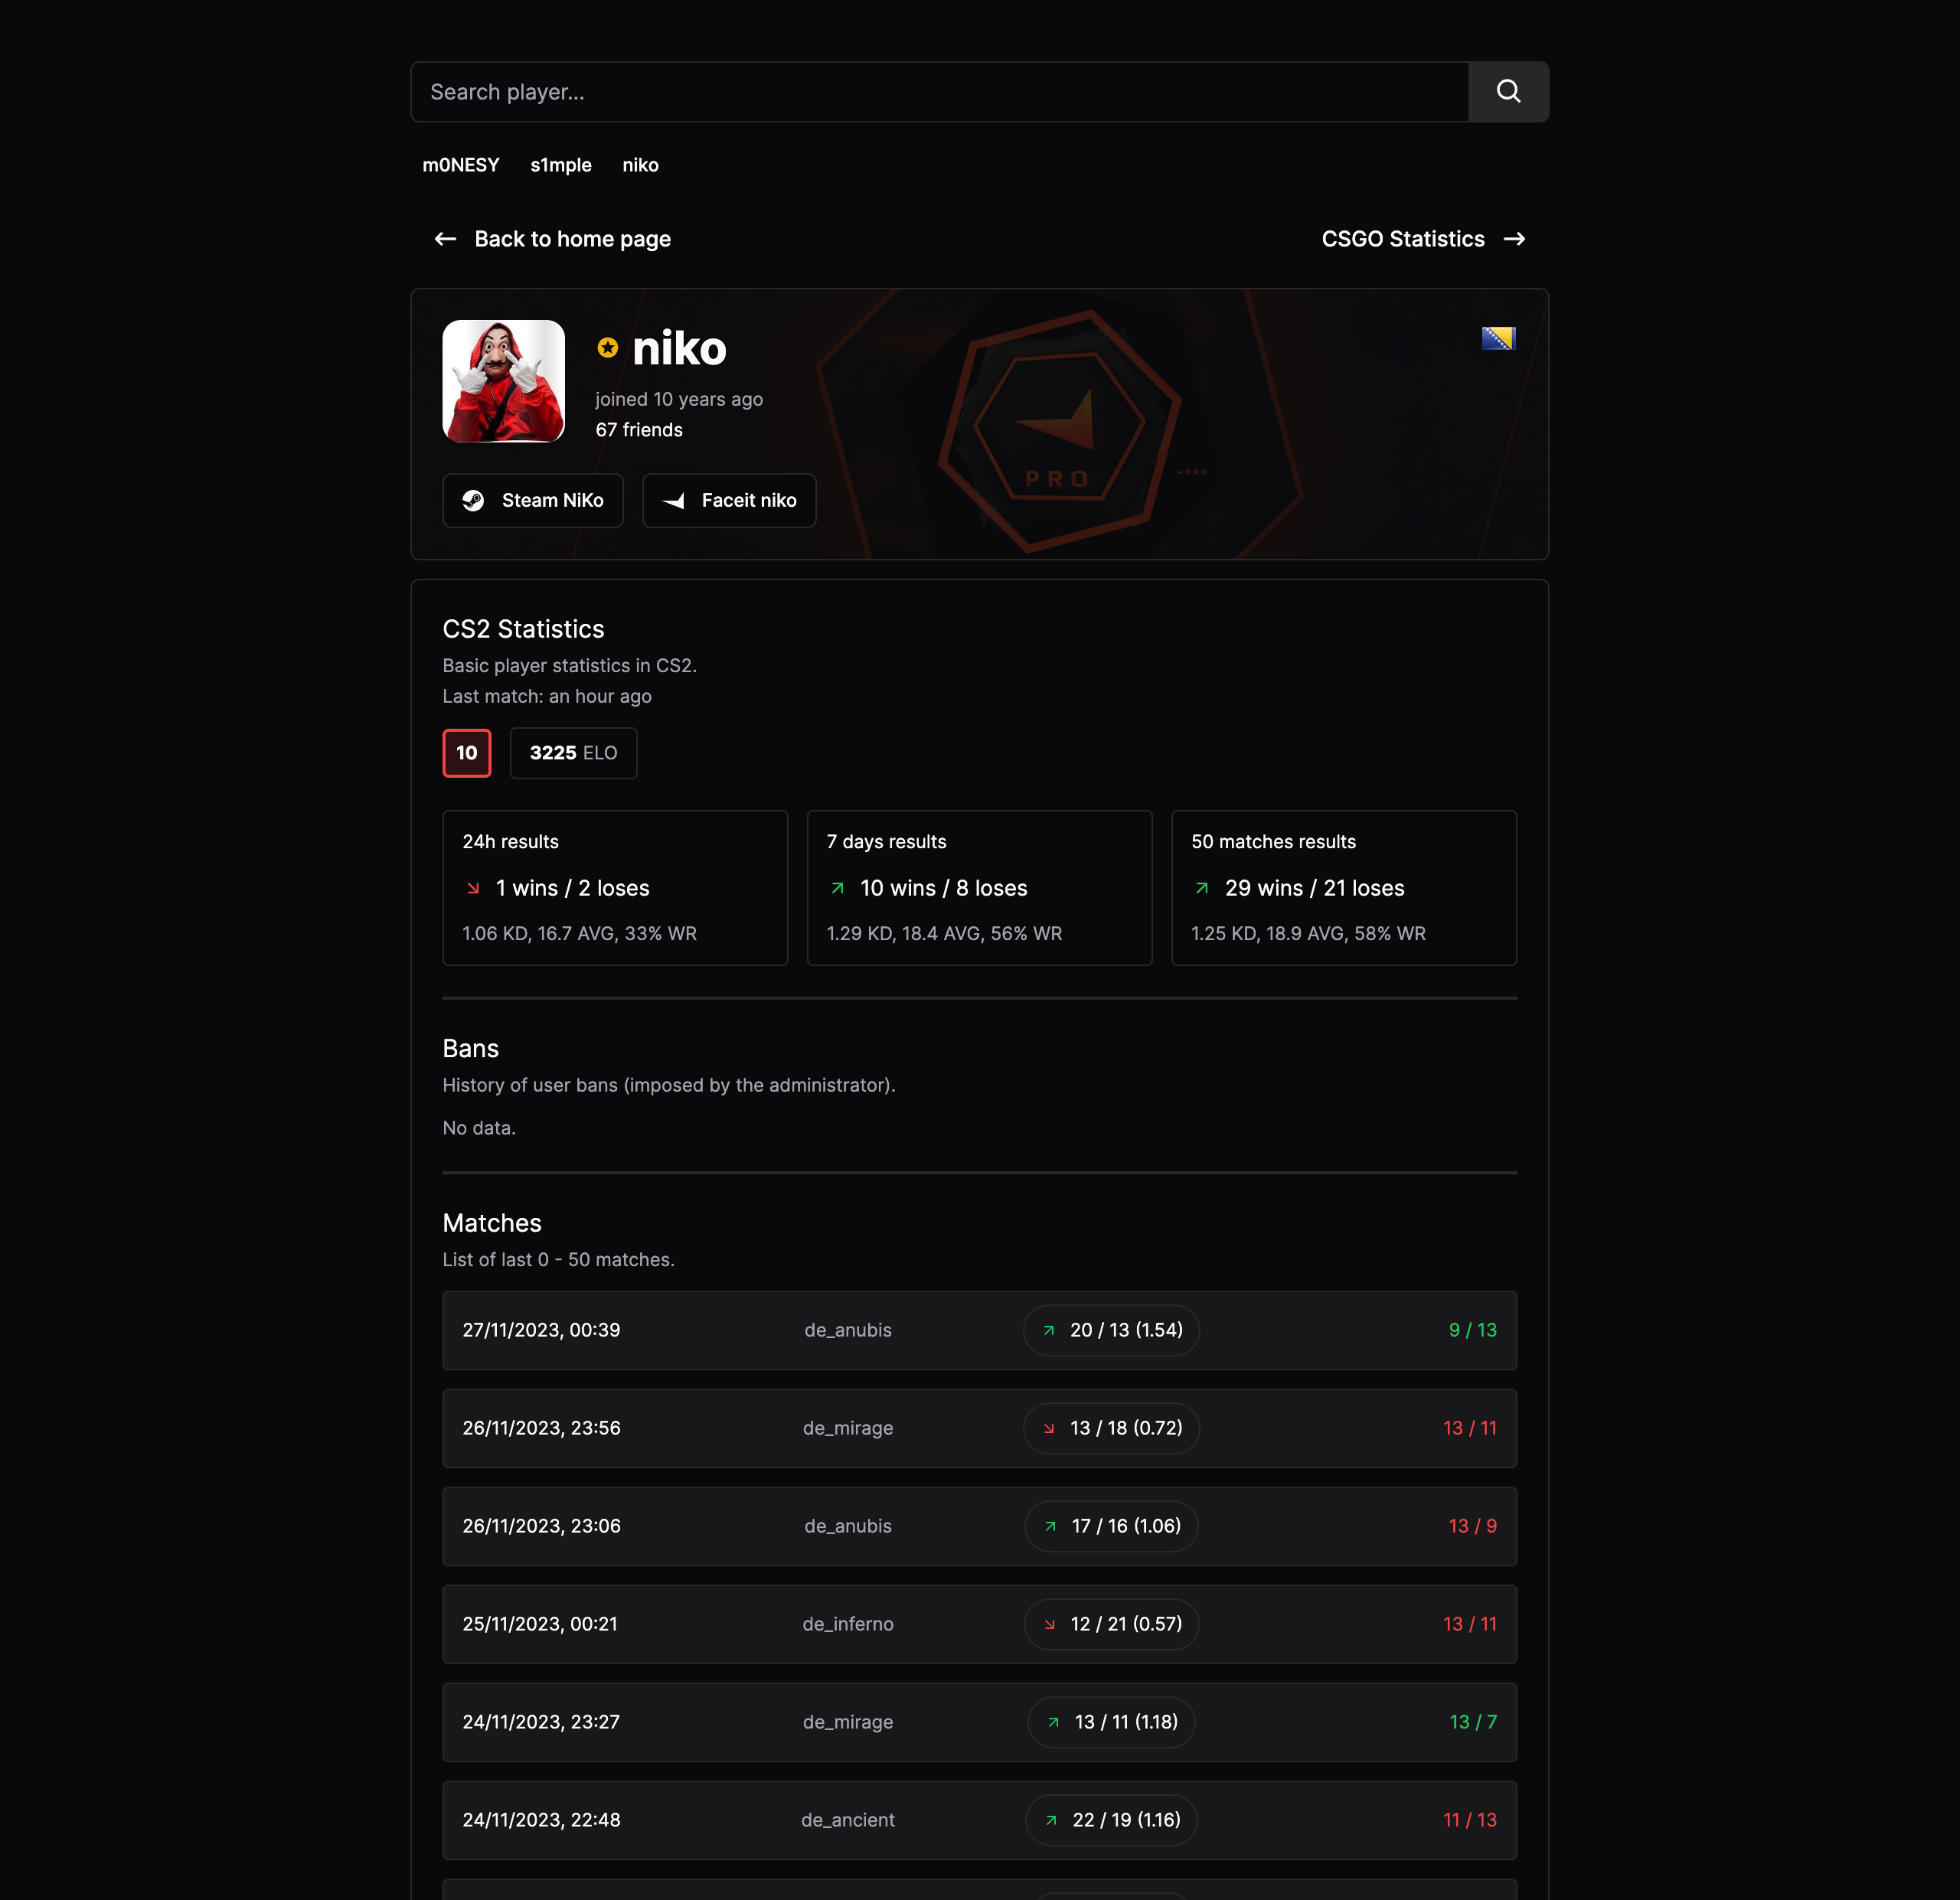 Search player...
m0NESY s1mple niko
Back to home page CSGO Statistics
niko
joined 10 years ago
67 friends
PRO
PRO
Steam NiKo Faceit niko
CS2 Statistics
Basic player statistics in CS2.
Last match: an hour ago
10 3225 ELO
24h results 7 days results 50 matches results
1 wins / 2 loses 10 wins / 8 loses 29 wins / 21 loses
1.06 KD, 16.7 AVG, 33% WR 1.29 KD, 18.4 AVG, 56% WR 1.25 KD, 18.9 AVG, 58% WR
Bans
History of user bans (imposed by the administrator).
No data.
Matches
List of last 0 - 50 matches.
27/11/2023, 00:39 de_anubis 20 / 13 (1.54) 9 / 13
26/11/2023, 23:56 de_mirage 13 / 18 (0.72) 13 / 11
26/11/2023, 23:06 de_anubis 17 / 16 (1.06) 13 / 9
25/11/2023, 00:21 de_inferno 12 / 21 (0.57) 13 / 11
24/11/2023, 23:27 de_mirage 13 / 11 (1.18) 13 / 7
24/11/2023, 22:48 de_ancient 22 / 19 (1.16) 11 / 13